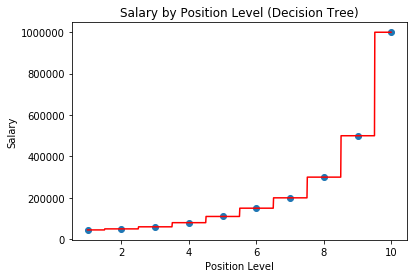 Salary by Position Level (Decision Tree)
1000000
800000
600000
400000
200000
0
Salary
2 4 6 8 10
Position Level